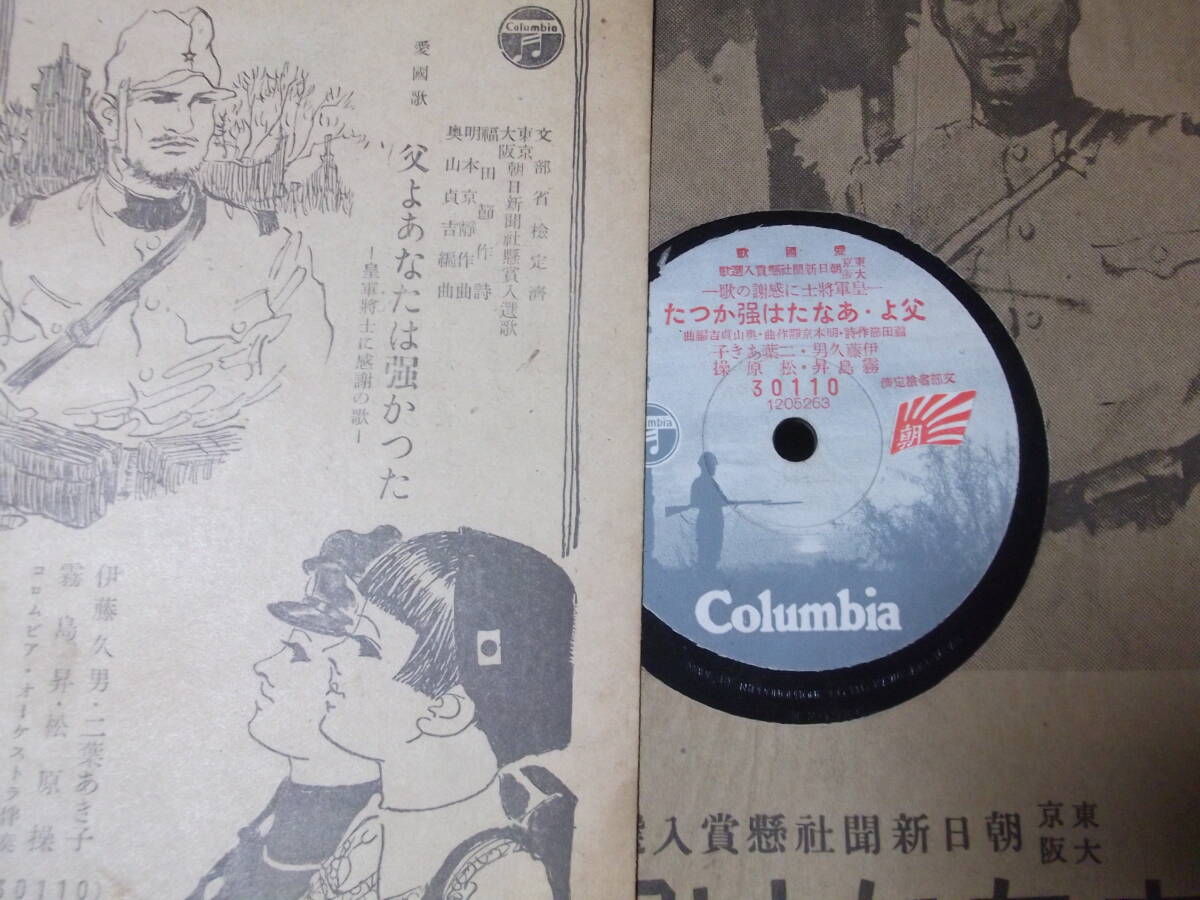 Columbia
文部省檢定濟
東京大阪朝日新聞社懸賞入選歌
福田節作詩
明本京靜作曲
奥山貞吉編曲
愛國歌
父よあなたは强かつた
―皇軍將士に感謝の歌―
伊藤久男・二葉あき子
霧島昇・松原操
コロムビア・オーケストラ伴奏
30110)
歌國愛
歌選入賞懸社聞新日朝京東阪大
―歌の謝感に士將軍皇―
たつか强はたなあ・よ父
曲編吉貞山奥・曲作靜京本明・詩作節田福
子きあ葉二・男久藤伊
操原松・昇島霧
30110
1205263
濟定檢省部文
朝
Columbia
京東
阪大
入賞懸社聞新日朝